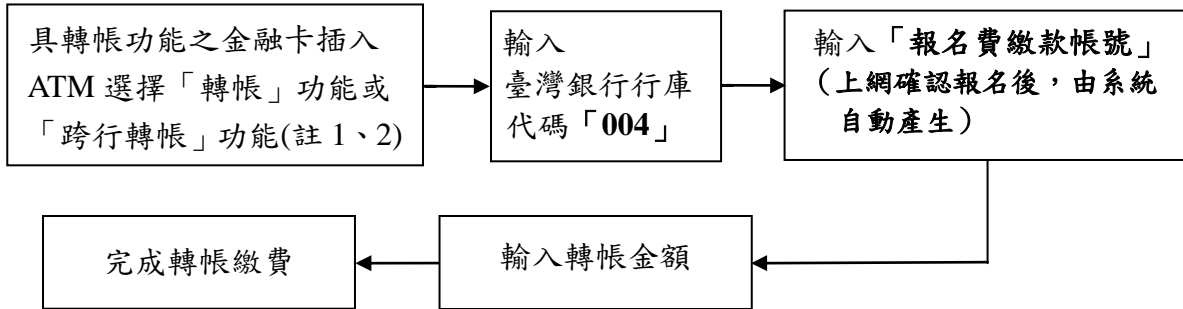 具轉帳功能之金融卡插入
ATM 選擇「轉帳」功能或
「跨行轉帳」功能(註 1、2)
輸入
臺灣銀行行庫
代碼「004」
輸入「報名費繳款帳號」
（上網確認報名後，由系統
自動產生）
輸入轉帳金額
完成轉帳繳費